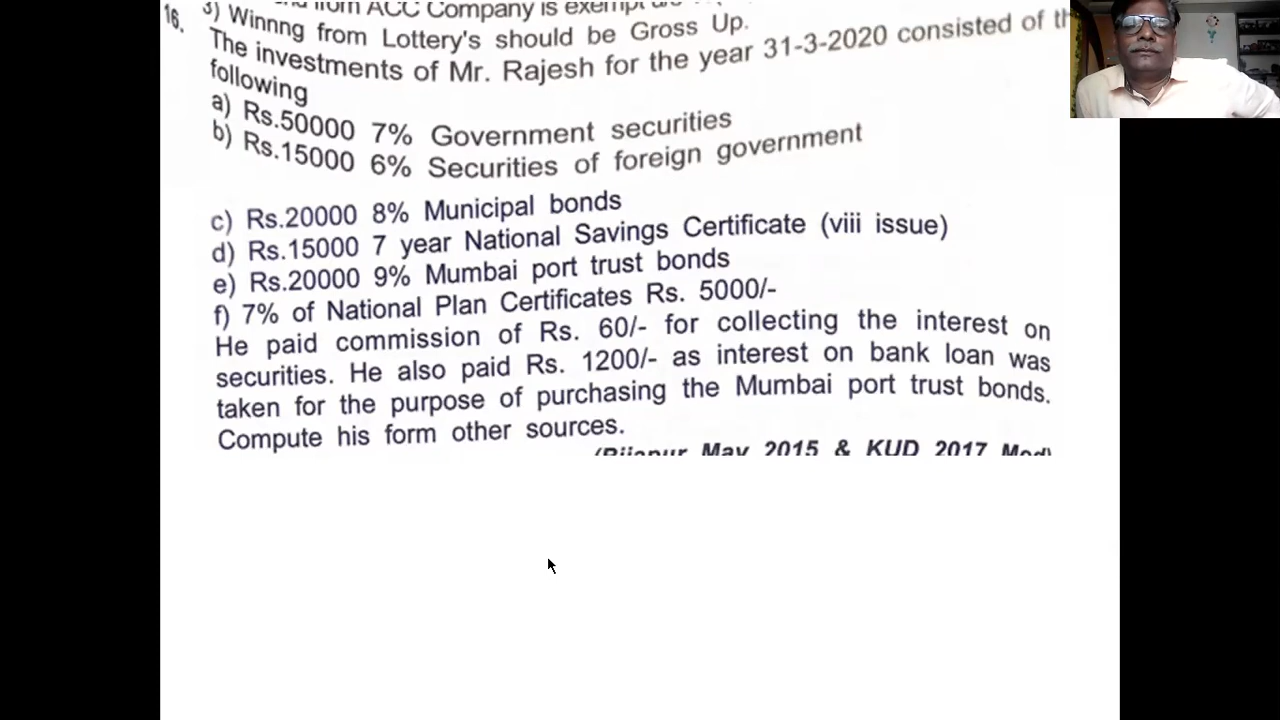 3) Winnng from Lottery's should be Gross Up.
16. The investments of Mr. Rajesh for the year 31-3-2020 consisted of
following
a) Rs.50000 7% Government securities
b) Rs.15000 6% Securities of foreign government
c) Rs.20000 8% Municipal bonds
d) Rs.15000 7 year National Savings Certificate (viii issue)
e) Rs.20000 9% Mumbai port trust bonds
f) 7% of National Plan Certificates Rs. 5000/-
He paid commission of Rs. 60/- for collecting the interest on
securities. He also paid Rs. 1200/- as interest on bank loan was
taken for the purpose of purchasing the Mumbai port trust bonds.
Compute his form other sources.
May 2015 & KUD 2017